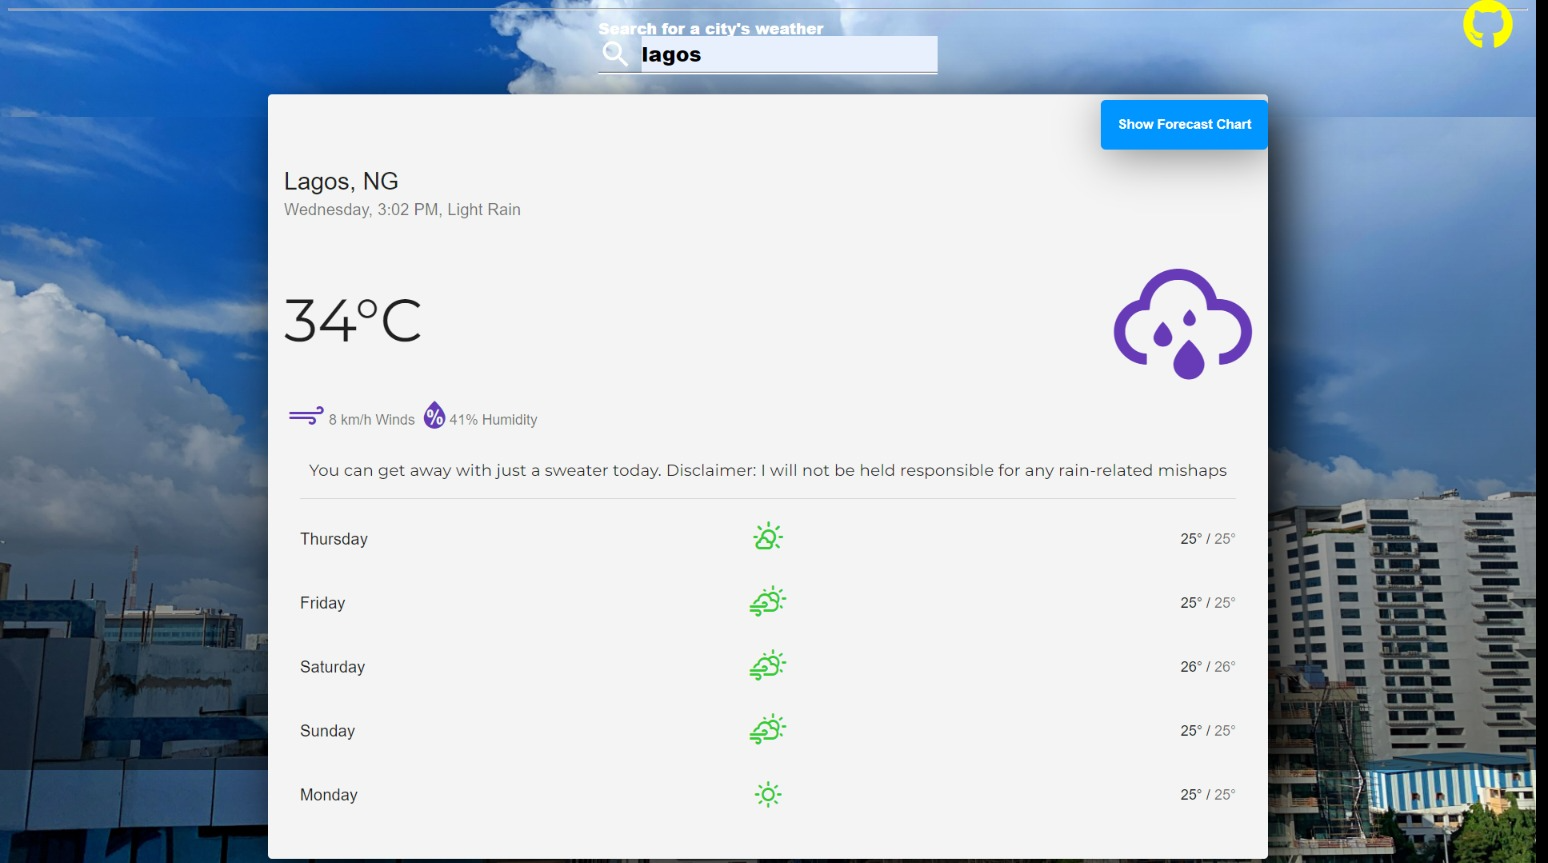 Search for a city's weather
lagos
Show Forecast Chart
Lagos, NG
Wednesday, 3:02 PM, Light Rain
34°C
8 km/h Winds % 41% Humidity
You can get away with just a sweater today. Disclaimer: I will not be held responsible for any rain-related mishaps
Thursday 25° / 25°
Friday 25° / 25°
Saturday 26° / 26°
Sunday 25° / 25°
Monday 25° / 25°